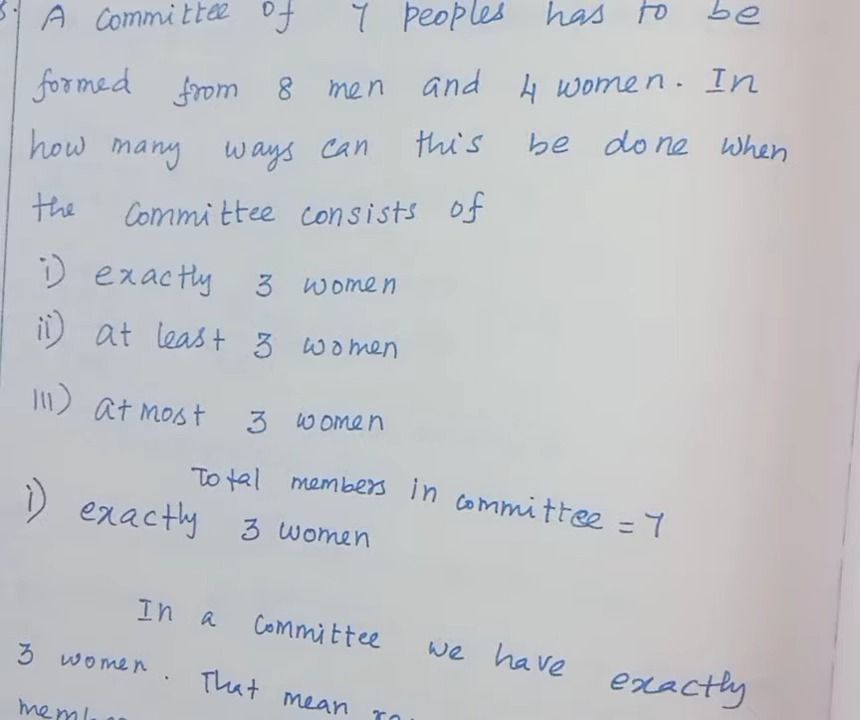 A Committee of 7 peoples has to be
formed from 8 men and 4 women. In
how many ways can this be done when
the Committee consists of
i) exactly 3 women
ii) at least 3 women
III) atmost 3 women
Total members in committee = 7
i) exactly 3 women
In a Committee we have exactly
3 women. That mean